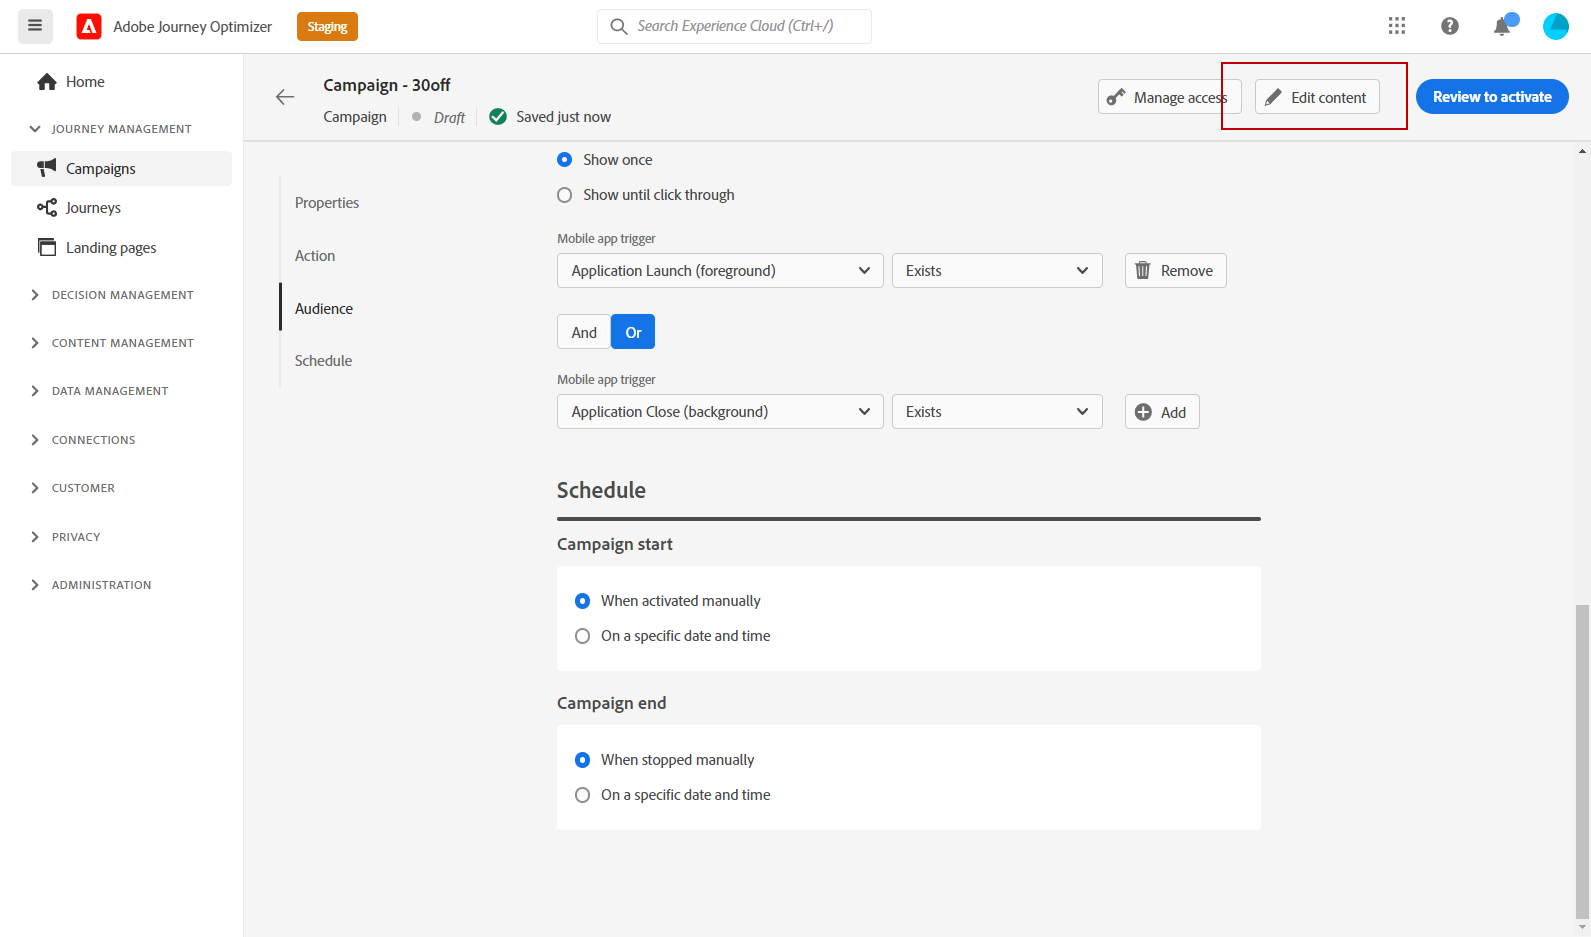 Adobe Journey Optimizer
Staging
Search Experience Cloud (Ctrl+/)
Home
JOURNEY MANAGEMENT
Campaigns
Journeys
Landing pages
DECISION MANAGEMENT
CONTENT MANAGEMENT
DATA MANAGEMENT
CONNECTIONS
CUSTOMER
PRIVACY
ADMINISTRATION
Campaign - 30off
Campaign
Draft
Saved just now
Manage access
Edit content
Review to activate
Properties
Action
Audience
Schedule
Show once
Show until click through
Mobile app trigger
Application Launch (foreground)
Exists
Remove
And
Or
Mobile app trigger
Application Close (background)
Exists
Add
Schedule
Campaign start
When activated manually
On a specific date and time
Campaign end
When stopped manually
On a specific date and time